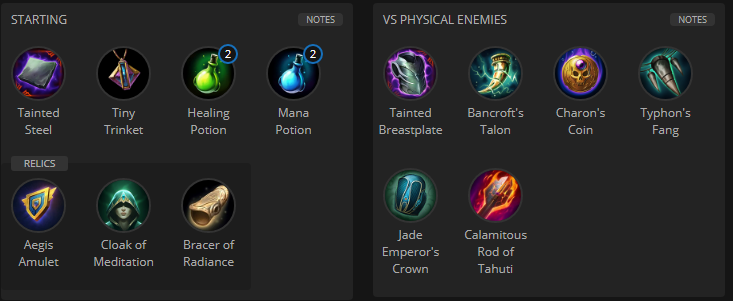 STARTING
NOTES
2
2
Tainted
Steel
Tiny
Trinket
Healing
Potion
Mana
Potion
RELICS
Aegis
Amulet
Cloak of
Meditation
Bracer of
Radiance
VS PHYSICAL ENEMIES
NOTES
Tainted
Breastplate
Bancroft's
Talon
Charon's
Coin
Typhon's
Fang
Jade
Emperor's
Crown
Calamitous
Rod of
Tahuti